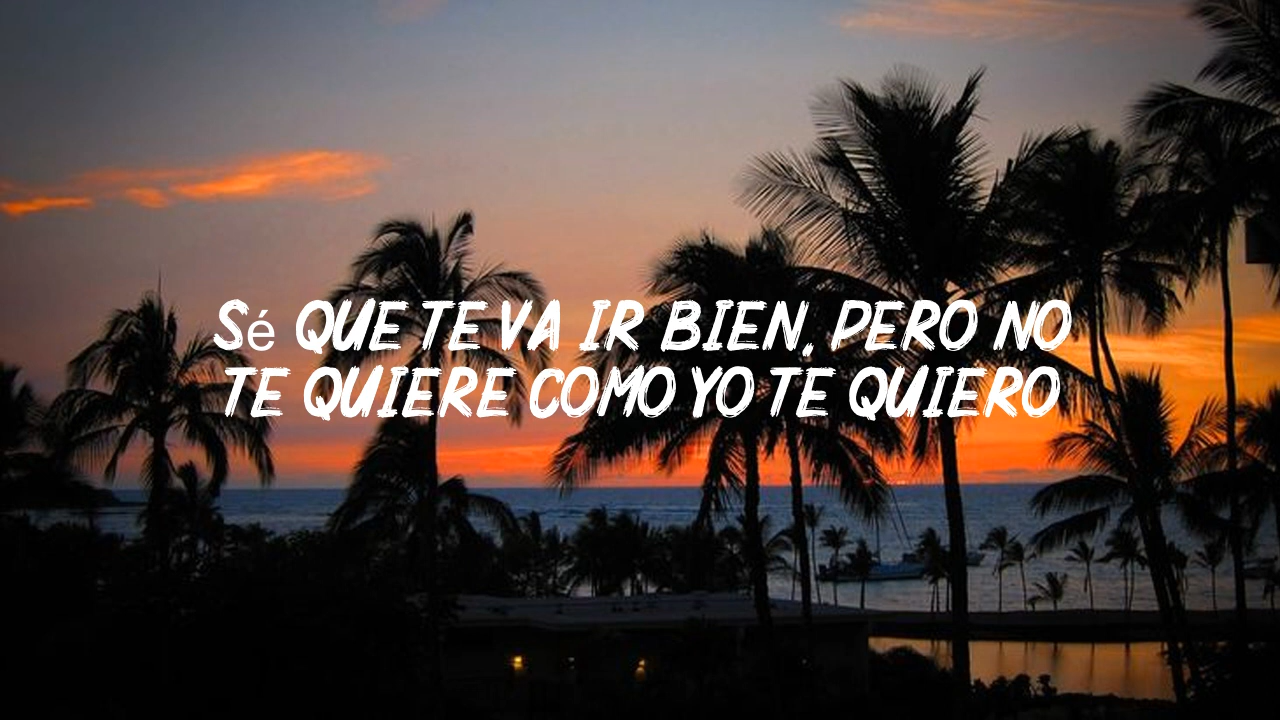 Sé QUE TE VA IR BIEN, PERO NO
TE QUIERE COMO YO TE QUIERO